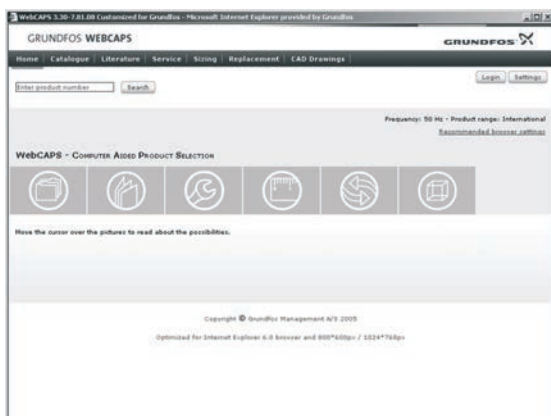 WebCAPS 3.30-7.01.00 Customized for Grundfos - Microsoft Internet Explorer provided by Grundfos
GRUNDFOS WEBCAPS
GRUNDFOS
Home Catalogue Literature Service Sizing Replacement CAD Drawings
Login Settings
Enter product number Search
Frequency: 50 Hz - Product range: International
Recommended browser settings
WebCAPS - Computer Aided Product Selection
Move the cursor over the pictures to read about the possibilities.
Copyright © Grundfos Management A/S 2005
Optimized for Internet Explorer 6.0 browser and 800*600px / 1024*768px